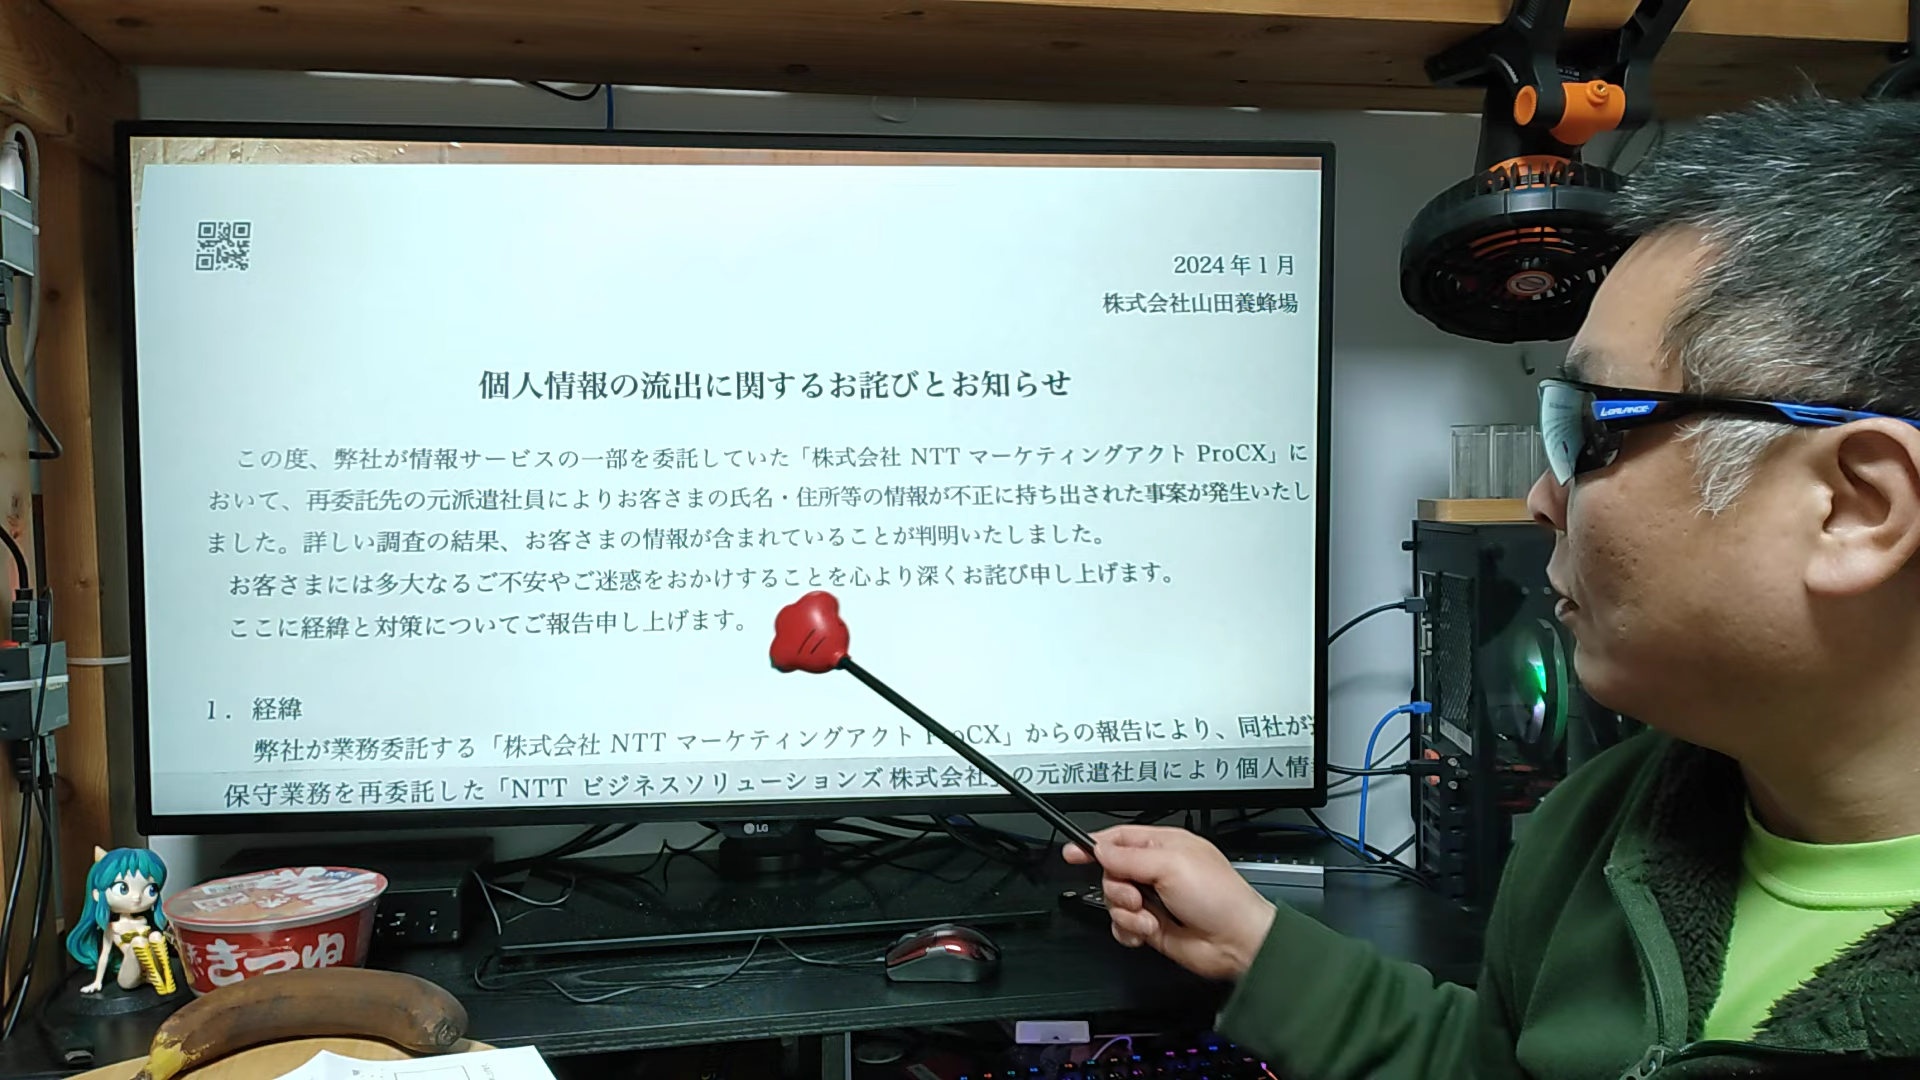 2024年1月
株式会社山田養蜂場
個人情報の流出に関するお詫びとお知らせ
この度、弊社が情報サービスの一部を委託していた「株式会社 NTT マーケティングアクト ProCX」に
おいて、再委託先の元派遣社員によりお客さまの氏名・住所等の情報が不正に持ち出された事案が発生いたし
ました。詳しい調査の結果、お客さまの情報が含まれていることが判明いたしました。
お客さまには多大なるご不安やご迷惑をおかけすることを心より深くお詫び申し上げます。
ここに経緯と対策についてご報告申し上げます。
1．経緯
弊社が業務委託する「株式会社 NTT マーケティングアクト ProCX」からの報告により、同社が
保守業務を再委託した「NTT ビジネスソリューションズ株式会社」の元派遣社員により個人情
L-BALANCE
LG
赤いきつね